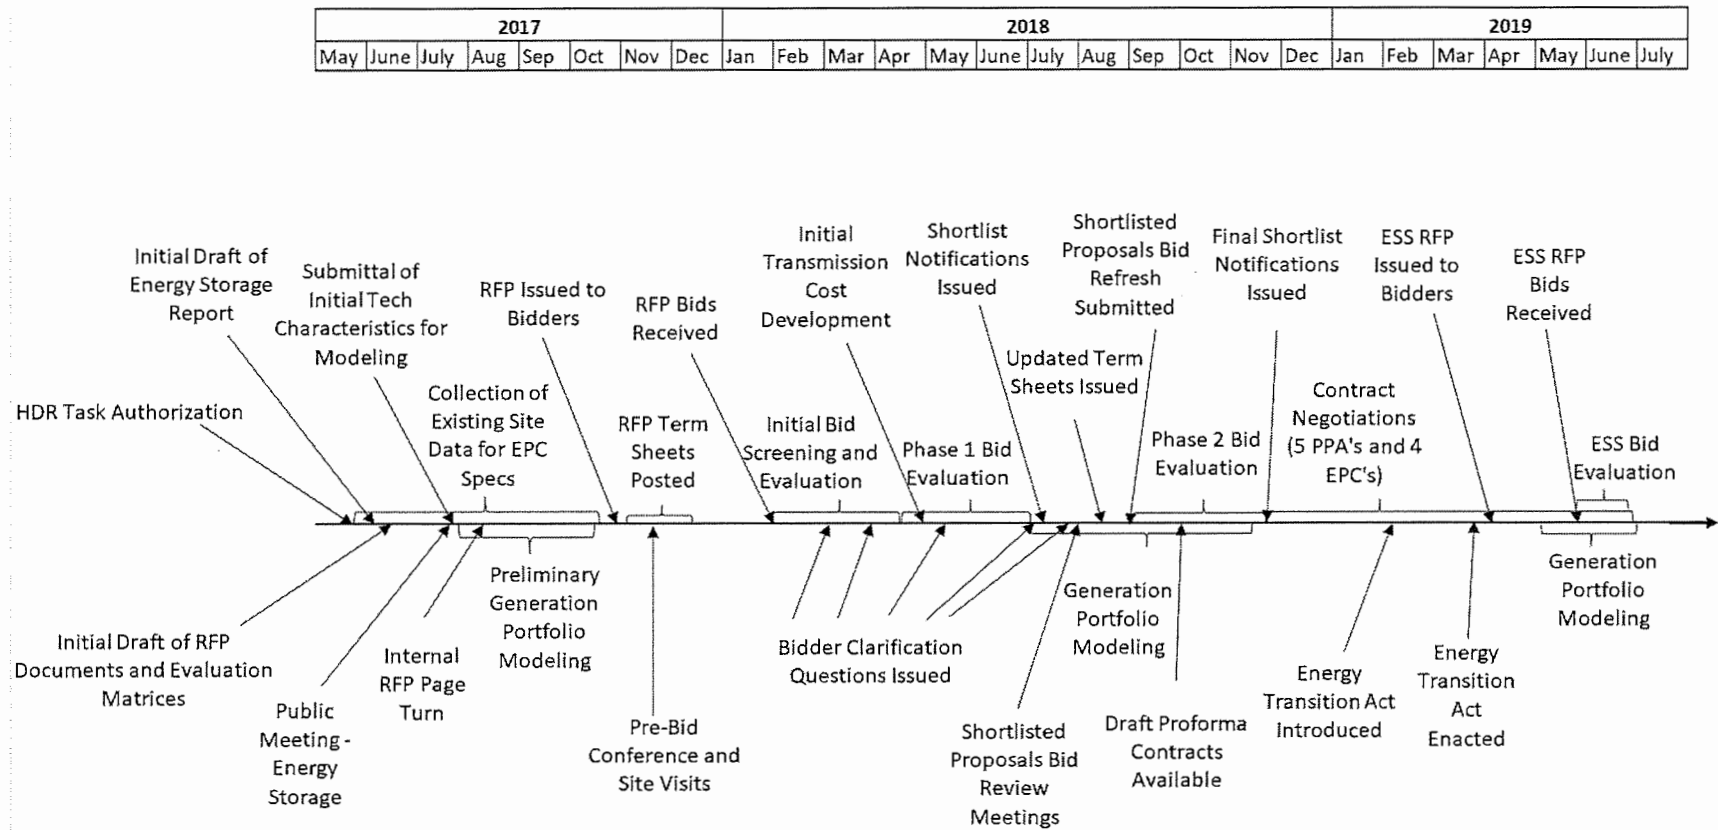 2017
2018
2019
May June July Aug Sep Oct Nov Dec Jan Feb Mar Apr May June July Aug Sep Oct Nov Dec Jan Feb Mar Apr May June July
Initial Draft of
Energy Storage
Report
Submittal of
Initial Tech
Characteristics for
Modeling
RFP Issued to
Bidders
RFP Bids
Received
Initial
Transmission
Cost
Development
Shortlist
Notifications
Issued
Shortlisted
Proposals Bid
Refresh
Submitted
Final Shortlist
Notifications
Issued
ESS RFP
Issued to
Bidders
ESS RFP
Bids
Received
HDR Task Authorization
Collection of
Existing Site
Data for EPC
Specs
RFP Term
Sheets
Posted
Initial Bid
Screening and
Evaluation
Phase 1 Bid
Evaluation
Updated Term
Sheets Issued
Phase 2 Bid
Evaluation
Contract
Negotiations
(5 PPA's and 4
EPC's)
ESS Bid
Evaluation
Initial Draft of RFP
Documents and Evaluation
Matrices
Public
Meeting -
Energy
Storage
Internal
RFP Page
Turn
Preliminary
Generation
Portfolio
Modeling
Pre-Bid
Conference and
Site Visits
Bidder Clarification
Questions Issued
Shortlisted
Proposals Bid
Review
Meetings
Generation
Portfolio
Modeling
Draft Proforma
Contracts
Available
Energy
Transition Act
Introduced
Energy
Transition
Act
Enacted
Generation
Portfolio
Modeling